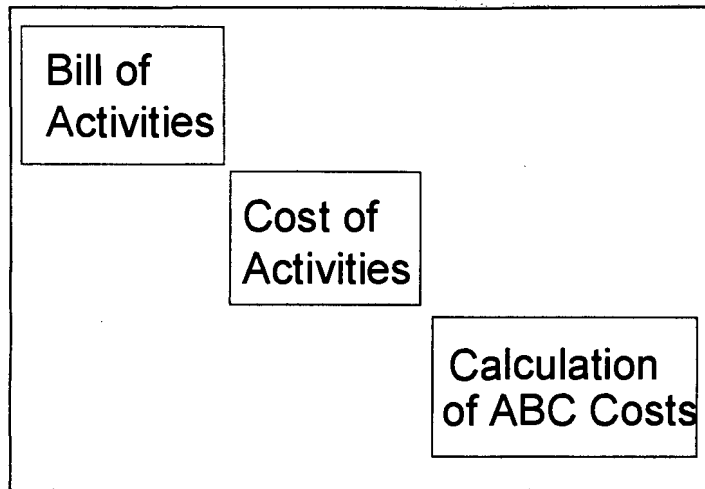 Bill of
Activities
Cost of
Activities
Calculation
of ABC Costs